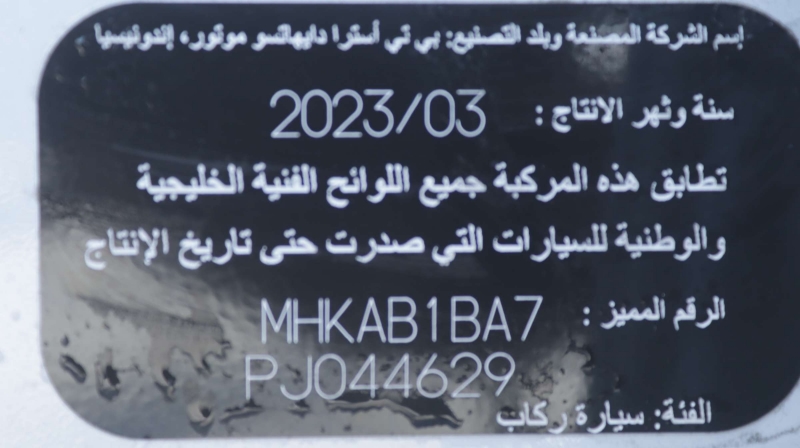 إسم الشركة المصنعة وبلد التصنيع: بي تي أسترا دايهاتسو موتور، إندونيسيا
سنة وشهر الانتاج : 2023/03
تطابق هذه المركبة جميع اللوائح الفنية الخليجية
والوطنية للسيارات التي صدرت حتى تاريخ الإنتاج
الرقم المميز : MHKAB1BA7
PJ044629
الفئة: سيارة ركاب